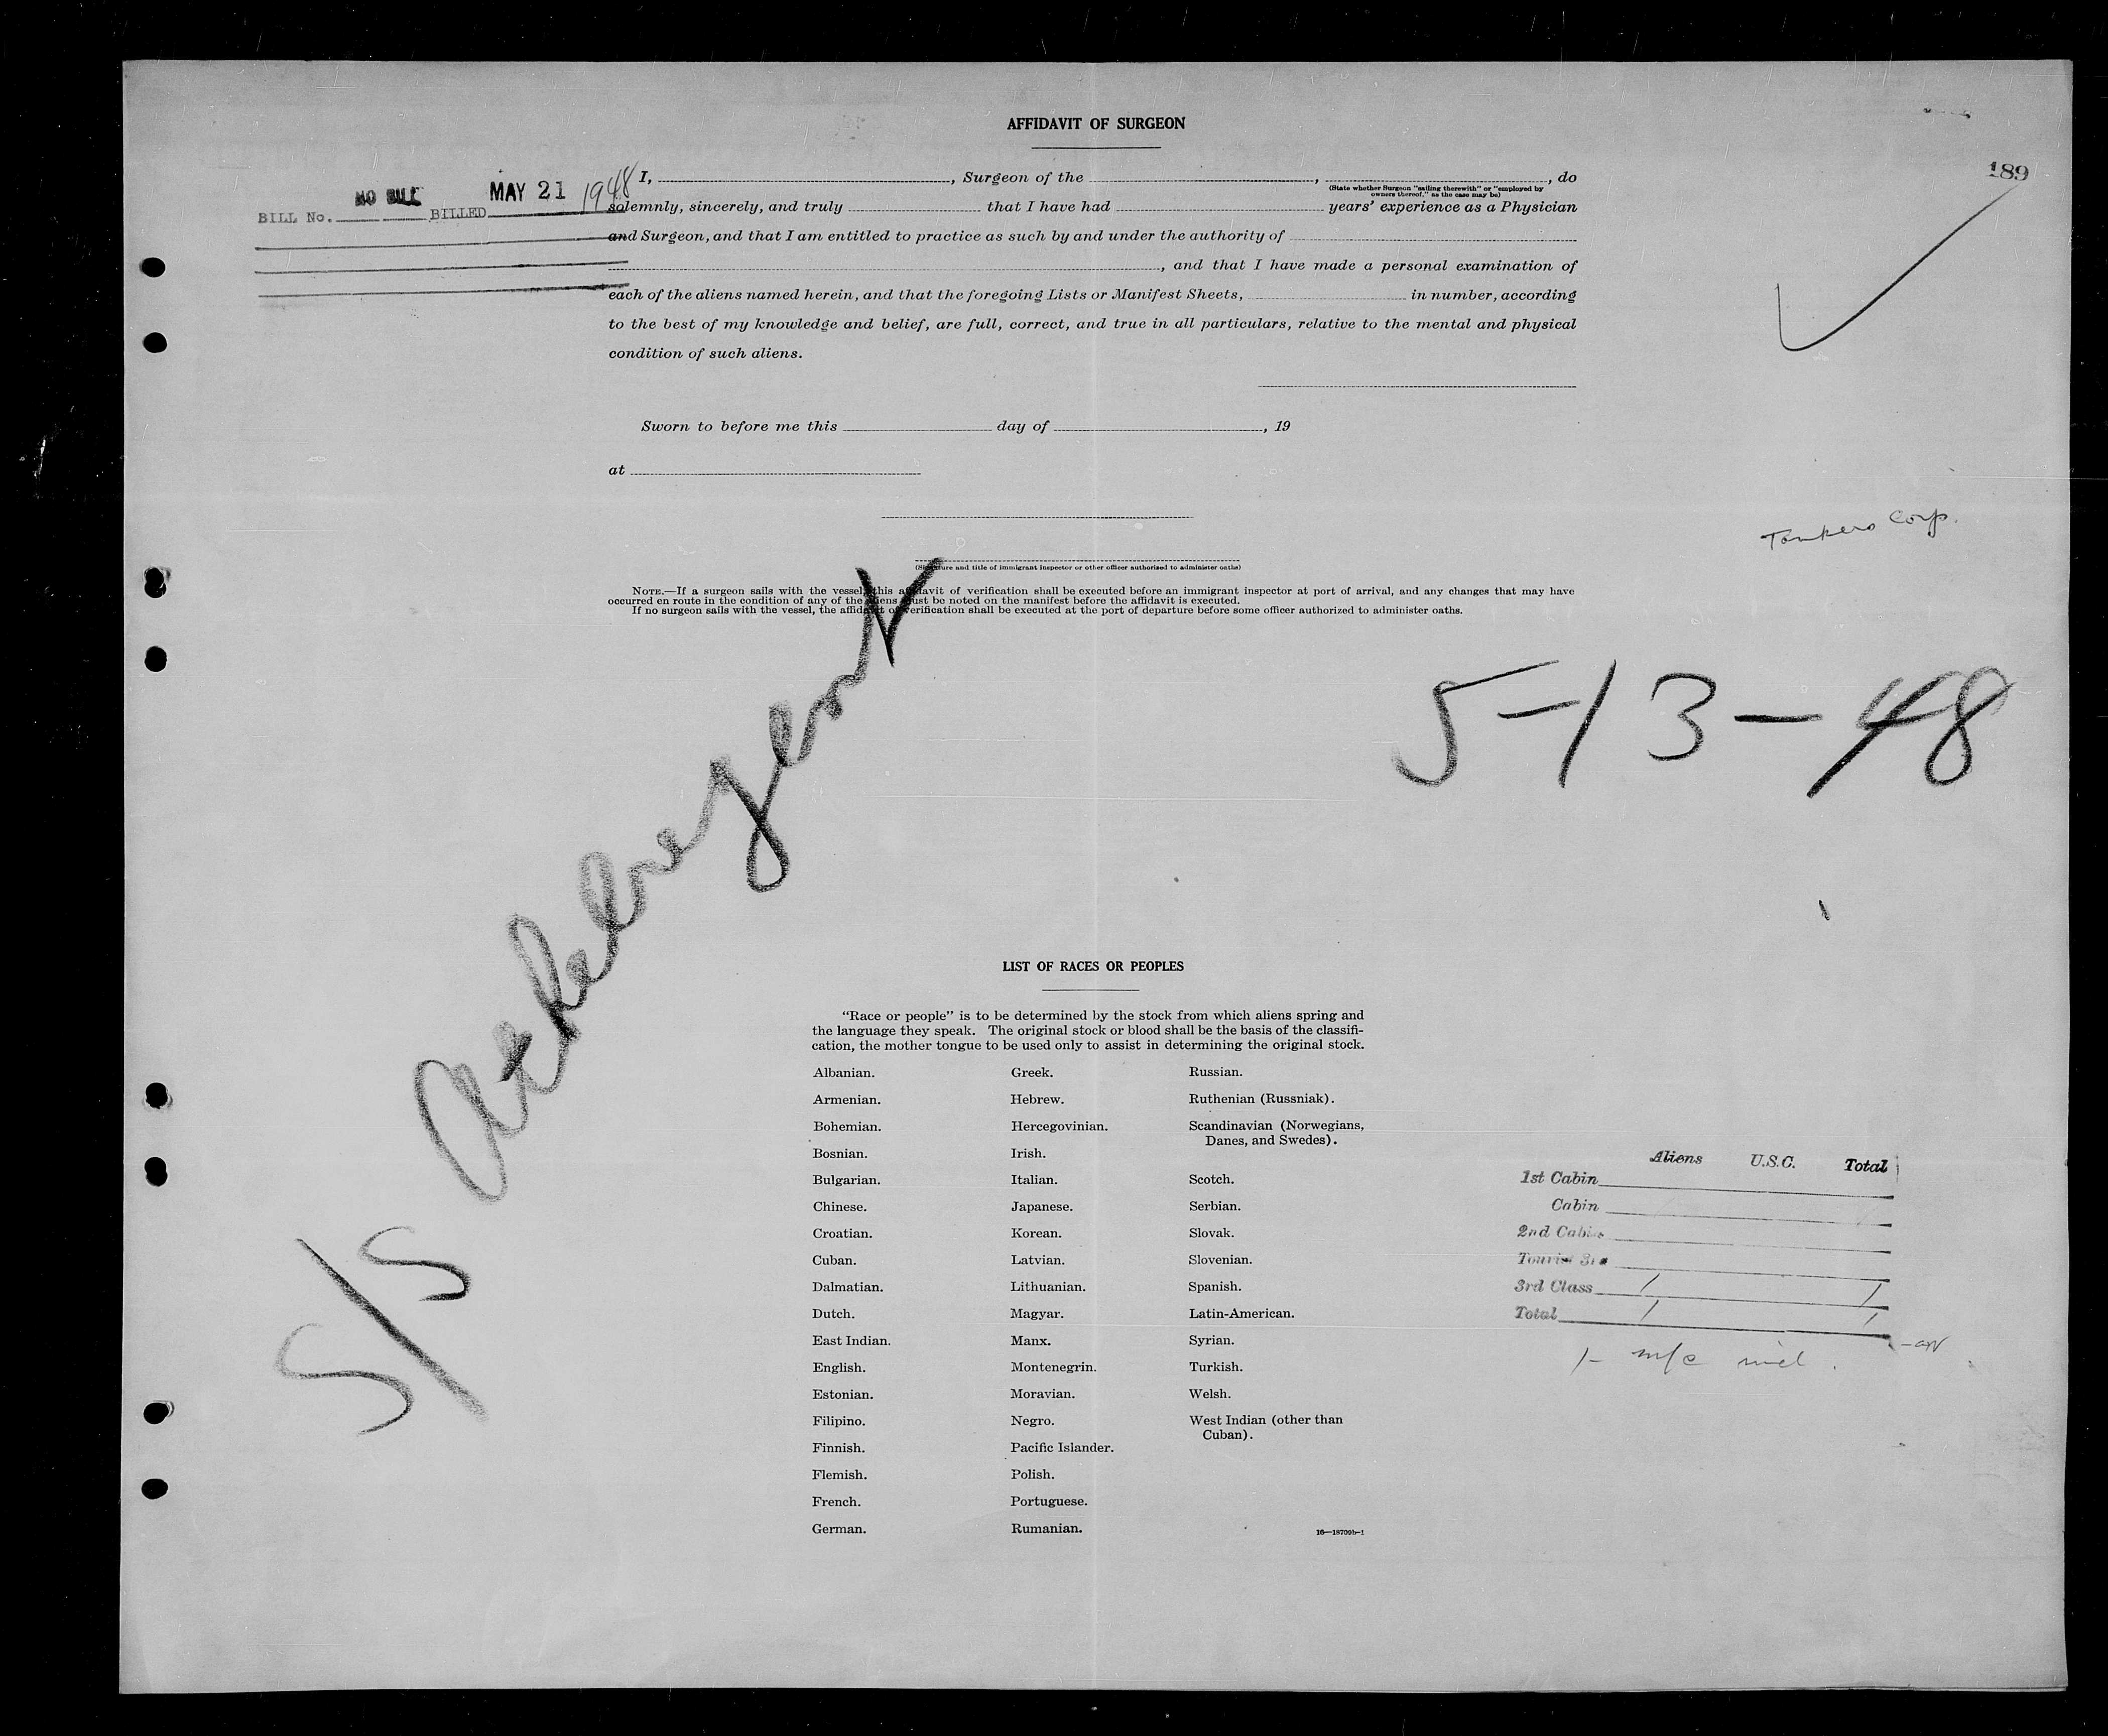 AFFIDAVIT OF SURGEON
189
NO BILL MAY 21 1948
BILL No. BILLED
I, , Surgeon of the , , do
(State whether Surgeon "sailing therewith" or "employed by
owners thereof," as the case may be)
solemnly, sincerely, and truly that I have had years' experience as a Physician
and Surgeon, and that I am entitled to practice as such by and under the authority of
, and that I have made a personal examination of
each of the aliens named herein, and that the foregoing Lists or Manifest Sheets, in number, according
to the best of my knowledge and belief, are full, correct, and true in all particulars, relative to the mental and physical
condition of such aliens.
Sworn to before me this day of , 19
at
Tankers Corp.
(Signature and title of immigrant inspector or other officer authorized to administer oaths)
NOTE.—If a surgeon sails with the vessel, this affidavit of verification shall be executed before an immigrant inspector at port of arrival, and any changes that may have
occurred en route in the condition of any of the aliens must be noted on the manifest before the affidavit is executed.
If no surgeon sails with the vessel, the affidavit of verification shall be executed at the port of departure before some officer authorized to administer oaths.
5-13-48
S/S
LIST OF RACES OR PEOPLES
"Race or people" is to be determined by the stock from which aliens spring and
the language they speak. The original stock or blood shall be the basis of the classifi-
cation, the mother tongue to be used only to assist in determining the original stock.
Albanian.
Armenian.
Bohemian.
Bosnian.
Bulgarian.
Chinese.
Croatian.
Cuban.
Dalmatian.
Dutch.
East Indian.
English.
Estonian.
Filipino.
Finnish.
Flemish.
French.
German.
Greek.
Hebrew.
Hercegovinian.
Irish.
Italian.
Japanese.
Korean.
Latvian.
Lithuanian.
Magyar.
Manx.
Montenegrin.
Moravian.
Negro.
Pacific Islander.
Polish.
Portuguese.
Rumanian.
Russian.
Ruthenian (Russniak).
Scandinavian (Norwegians,
Danes, and Swedes).
Scotch.
Serbian.
Slovak.
Slovenian.
Spanish.
Latin-American.
Syrian.
Turkish.
Welsh.
West Indian (other than
Cuban).
16—18709b-1
Aliens U.S.C. Total
1st Cabin
Cabin
2nd Cabin
Tourist 3rd
3rd Class 1 1
Total 1 1